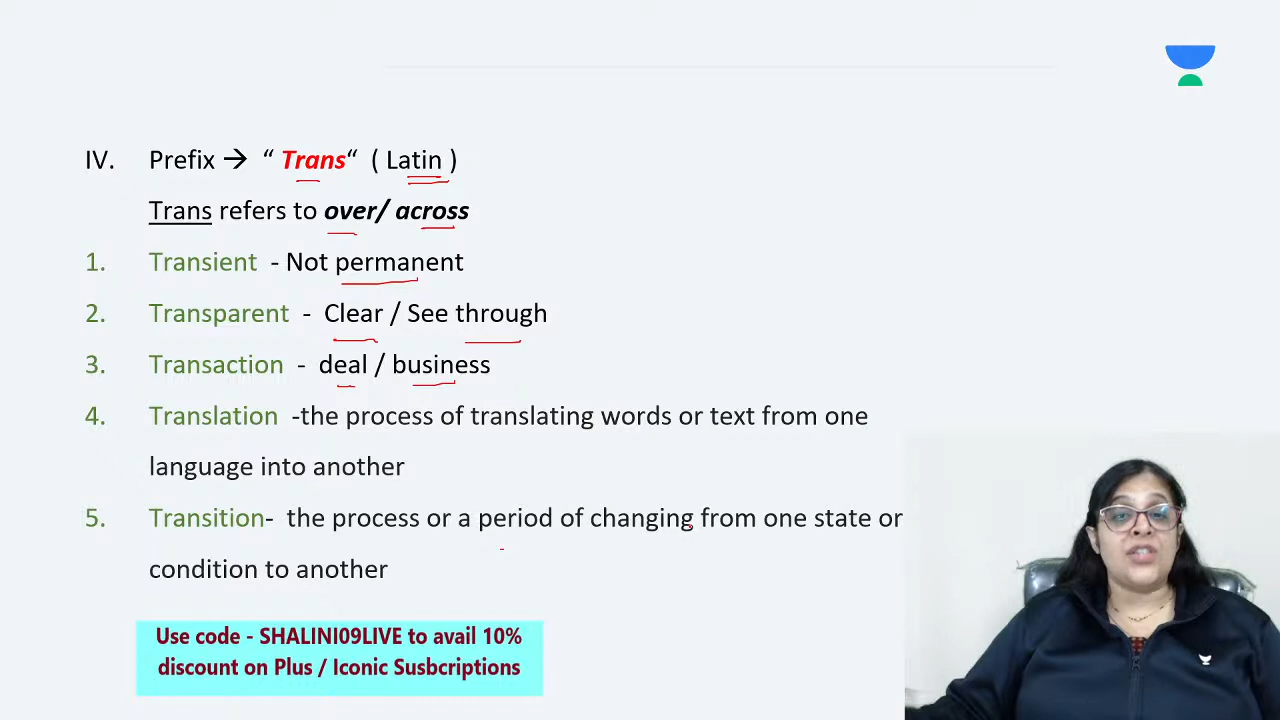 IV. Prefix → “ Trans“ ( Latin )
Trans refers to over/ across
1. Transient - Not permanent
2. Transparent - Clear / See through
3. Transaction - deal / business
4. Translation -the process of translating words or text from one
language into another
5. Transition- the process or a period of changing from one state or
condition to another
Use code - SHALINI09LIVE to avail 10%
discount on Plus / Iconic Susbcriptions